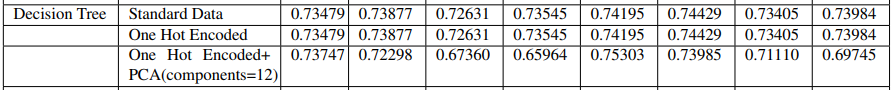 Decision Tree Standard Data 0.73479 0.73877 0.72631 0.73545 0.74195 0.74429 0.73405 0.73984
One Hot Encoded 0.73479 0.73877 0.72631 0.73545 0.74195 0.74429 0.73405 0.73984
One Hot Encoded+ 0.73747 0.72298 0.67360 0.65964 0.75303 0.73985 0.71110 0.69745
PCA(components=12)